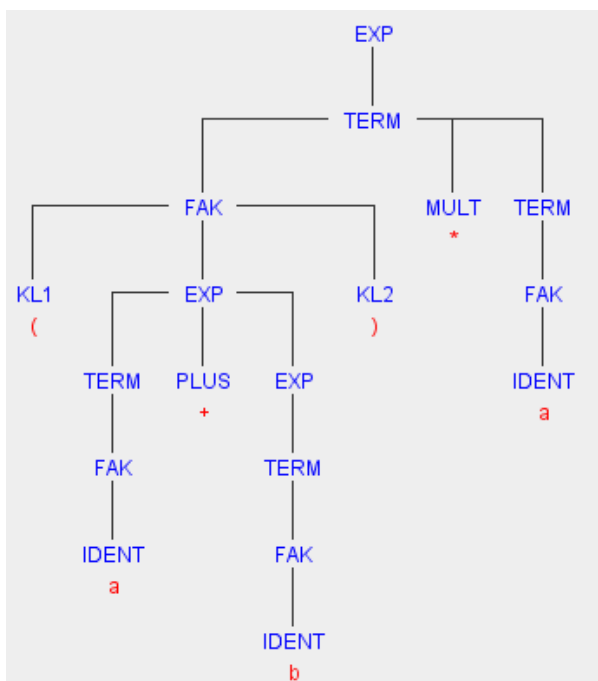 EXP
TERM
FAK MULT TERM
*
KL1 EXP KL2 FAK
( )
TERM PLUS EXP IDENT
+ a
FAK TERM
IDENT FAK
a
IDENT
b